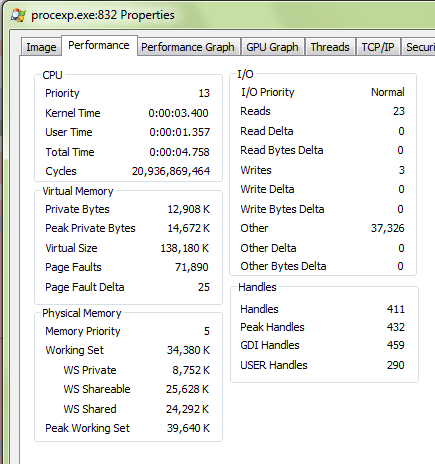 procexp.exe:832 Properties
Image Performance Performance Graph GPU Graph Threads TCP/IP Securi
CPU
Priority 13
Kernel Time 0:00:03.400
User Time 0:00:01.357
Total Time 0:00:04.758
Cycles 20,936,869,464
Virtual Memory
Private Bytes 12,908 K
Peak Private Bytes 14,672 K
Virtual Size 138,180 K
Page Faults 71,890
Page Fault Delta 25
Physical Memory
Memory Priority 5
Working Set 34,380 K
WS Private 8,752 K
WS Shareable 25,628 K
WS Shared 24,292 K
Peak Working Set 39,640 K
I/O
I/O Priority Normal
Reads 23
Read Delta 0
Read Bytes Delta 0
Writes 3
Write Delta 0
Write Bytes Delta 0
Other 37,326
Other Delta 0
Other Bytes Delta 0
Handles
Handles 411
Peak Handles 432
GDI Handles 459
USER Handles 290